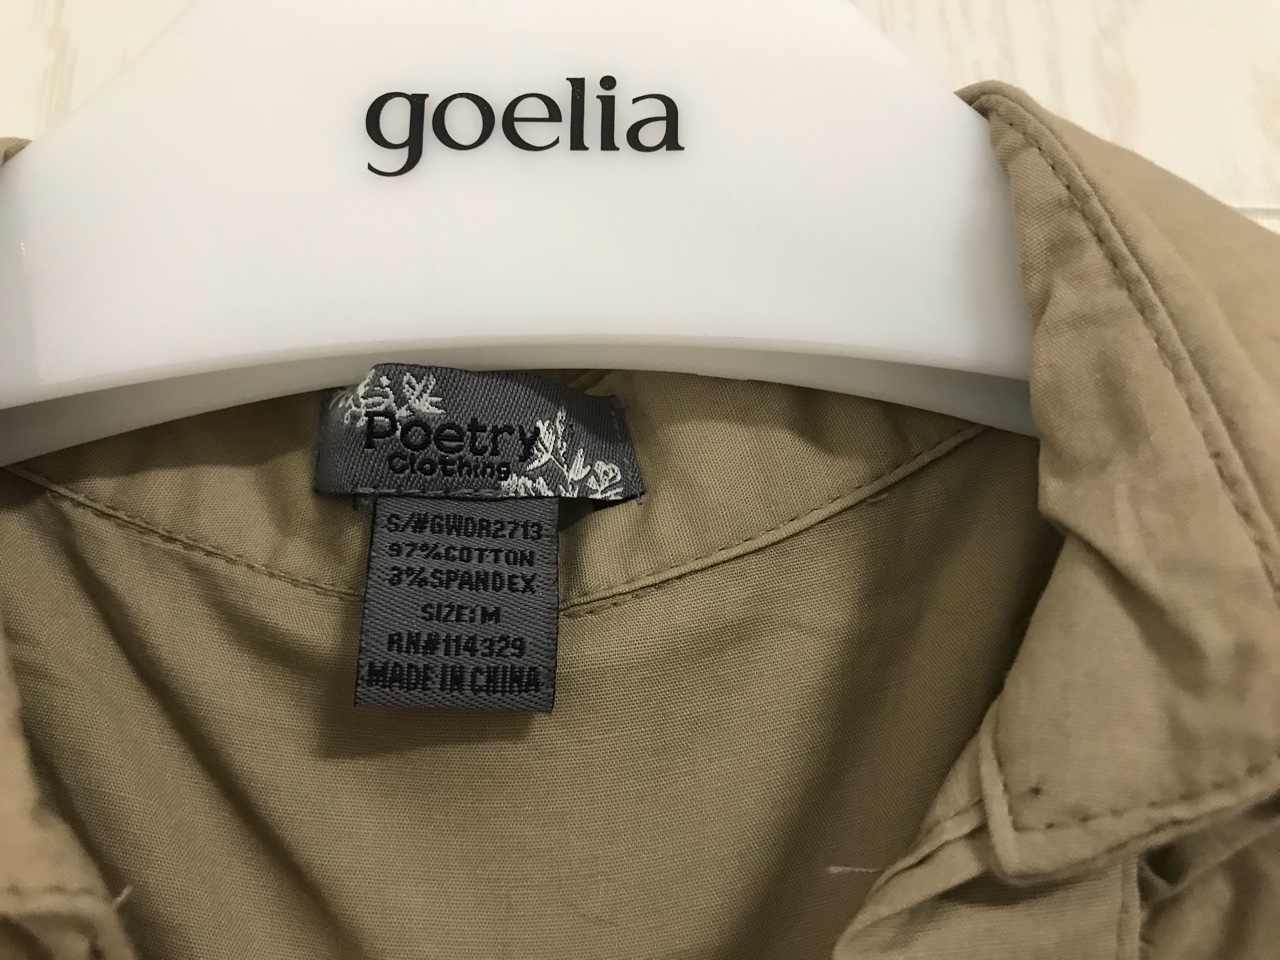 goelia
Poetry
Clothing
S/#GWDR2713
97%COTTON
3%SPANDEX
SIZE:M
RN#114329
MADE IN CHINA